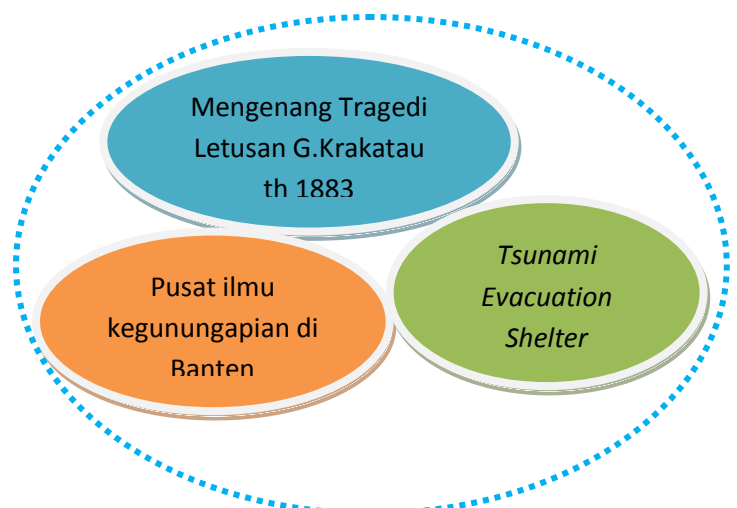 Mengenang Tragedi
Letusan G.Krakatau
th 1883
Pusat ilmu
kegunungapian di
Banten
Tsunami
Evacuation
Shelter